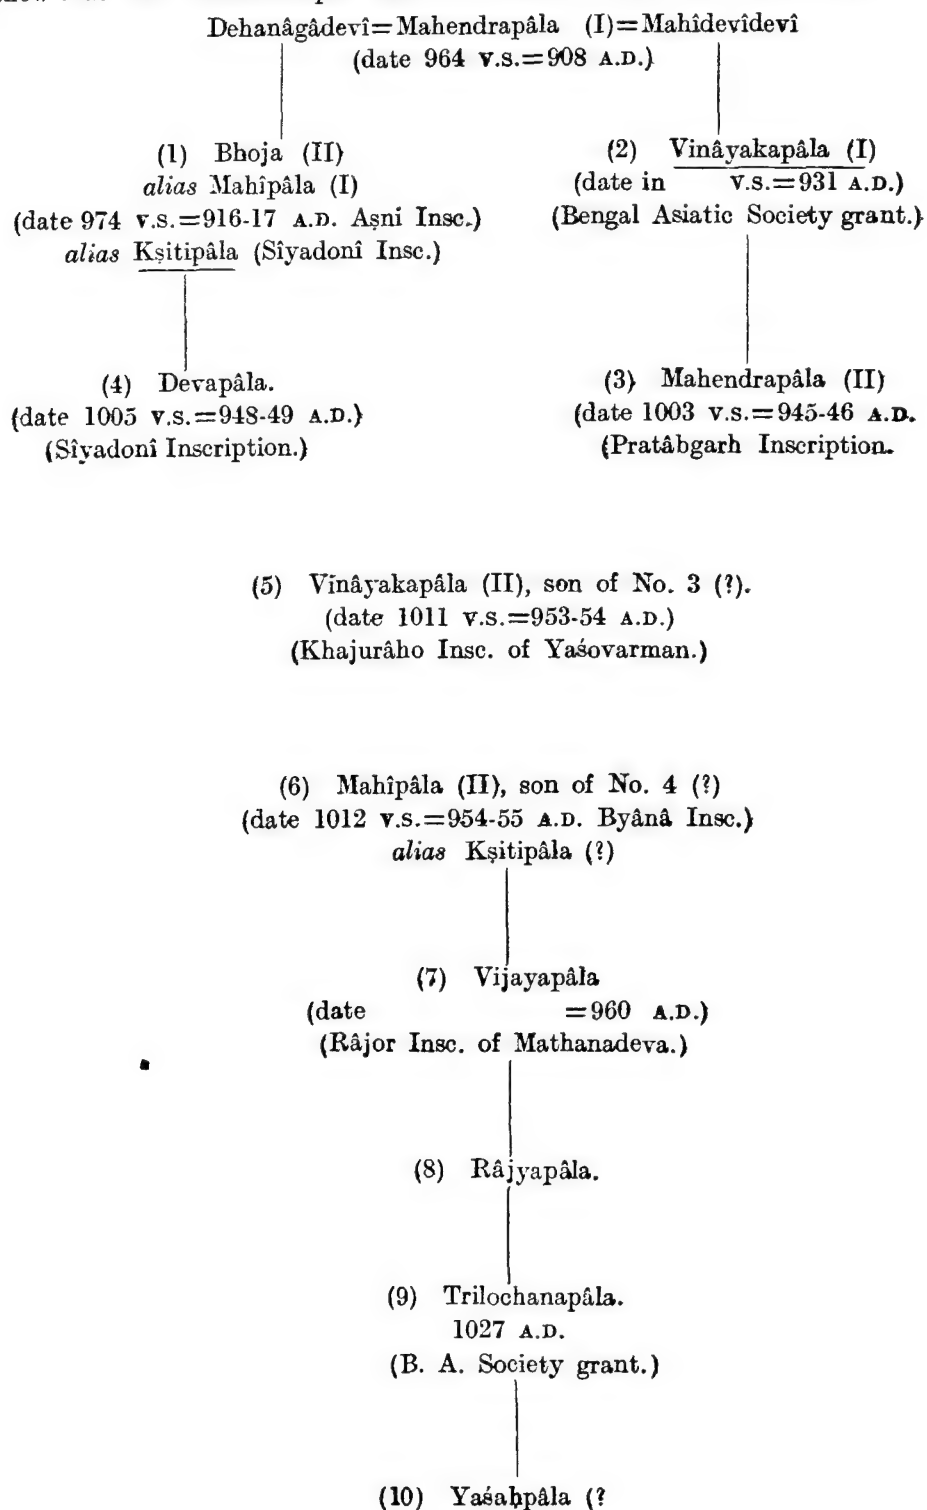 Dehanâgâdevî=Mahendrapâla (I)=Mahîdevîdevî
(date 964 V.S.=908 A.D.)
(1) Bhoja (II)
alias Mahîpâla (I)
(date 974 V.S.=916-17 A.D. Aṣni Insc.)
alias Kṣitipâla (Sîyadonî Insc.)
(2) Vinâyakapâla (I)
(date in V.S.=931 A.D.)
(Bengal Asiatic Society grant.)
(4) Devapâla.
(date 1005 V.S.=948-49 A.D.)
(Sîyadonî Inscription.)
(3) Mahendrapâla (II)
(date 1003 V.S.=945-46 A.D.
(Pratâbgarh Inscription.
(5) Vinâyakapâla (II), son of No. 3 (?).
(date 1011 V.S.=953-54 A.D.)
(Khajurâho Insc. of Yaśovarman.)
(6) Mahîpâla (II), son of No. 4 (?)
(date 1012 V.S.=954-55 A.D. Byânâ Insc.)
alias Kṣitipâla (?)
(7) Vijayapâla
(date =960 A.D.)
(Râjor Insc. of Mathanadeva.)
(8) Râjyapâla.
(9) Trilochanapâla.
1027 A.D.
(B. A. Society grant.)
(10) Yaśaḥpâla (?